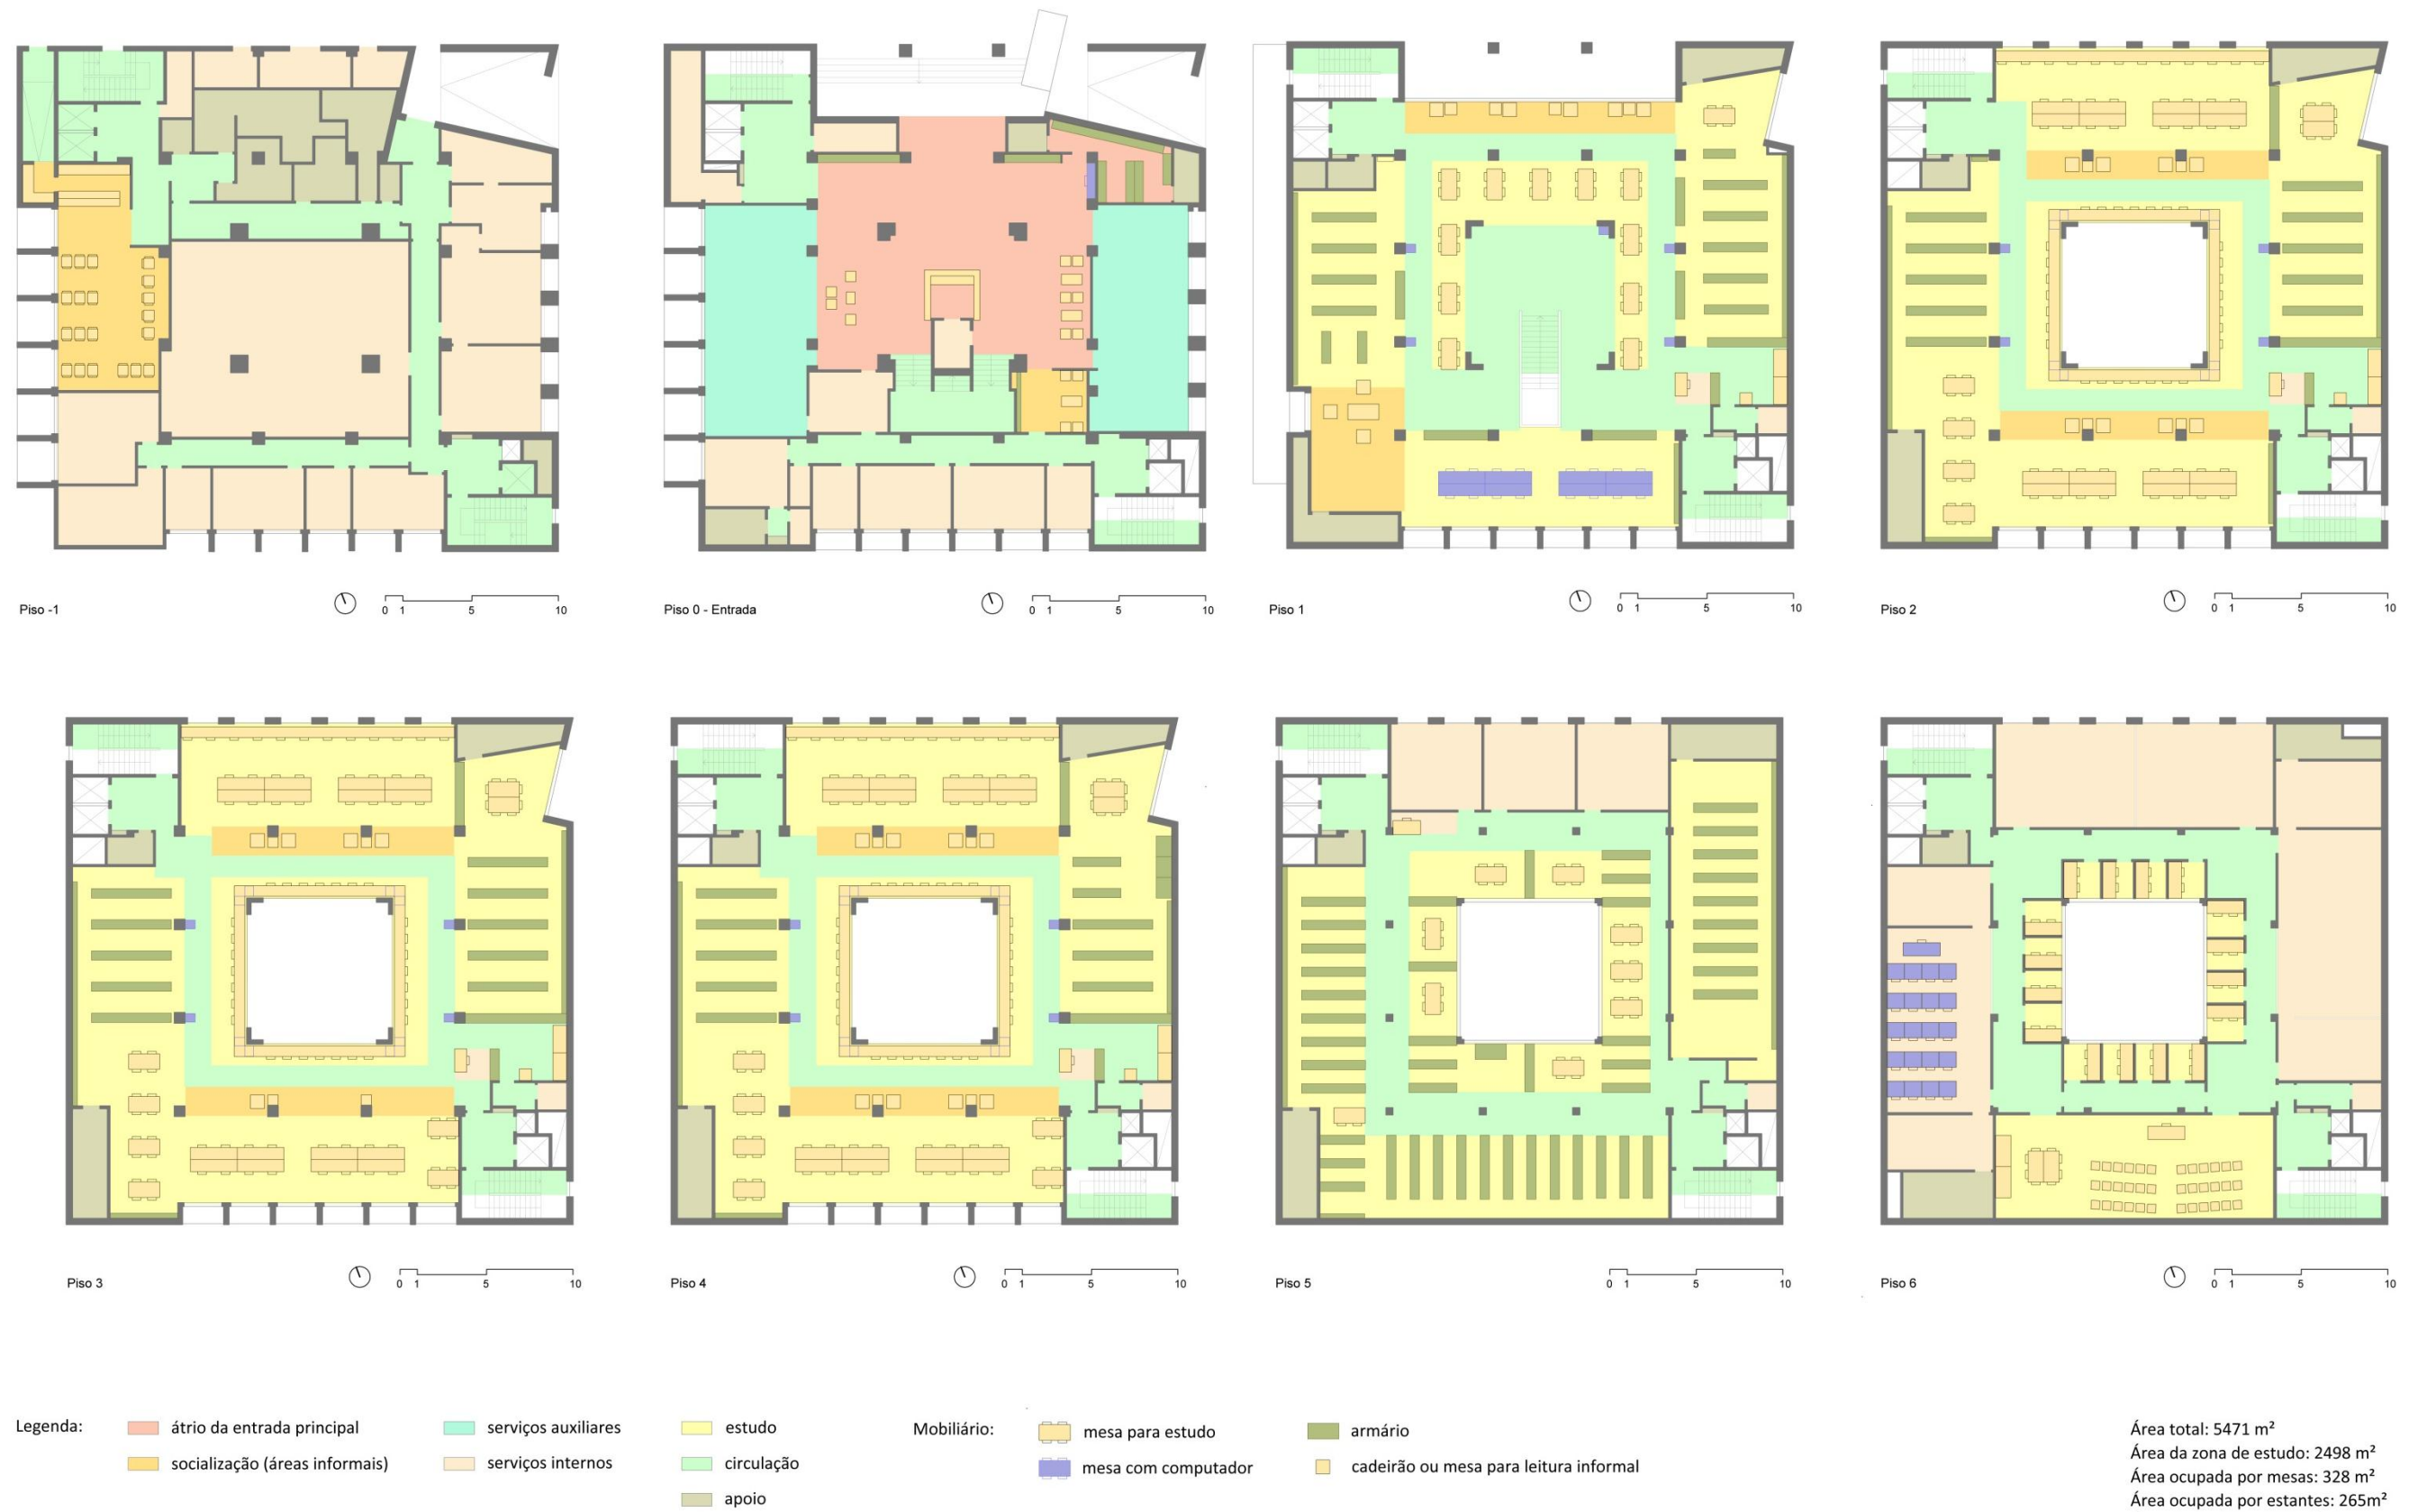 Piso -1
0 1 5 10
Piso 0 - Entrada
0 1 5 10
Piso 1
0 1 5 10
Piso 2
0 1 5 10
Piso 3
0 1 5 10
Piso 4
0 1 5 10
Piso 5
0 1 5 10
Piso 6
0 1 5 10
Legenda:
átrio da entrada principal
socialização (áreas informais)
serviços auxiliares
serviços internos
estudo
circulação
apoio
Mobiliário:
mesa para estudo
mesa com computador
armário
cadeirão ou mesa para leitura informal
Área total: 5471 m²
Área da zona de estudo: 2498 m²
Área ocupada por mesas: 328 m²
Área ocupada por estantes: 265m²